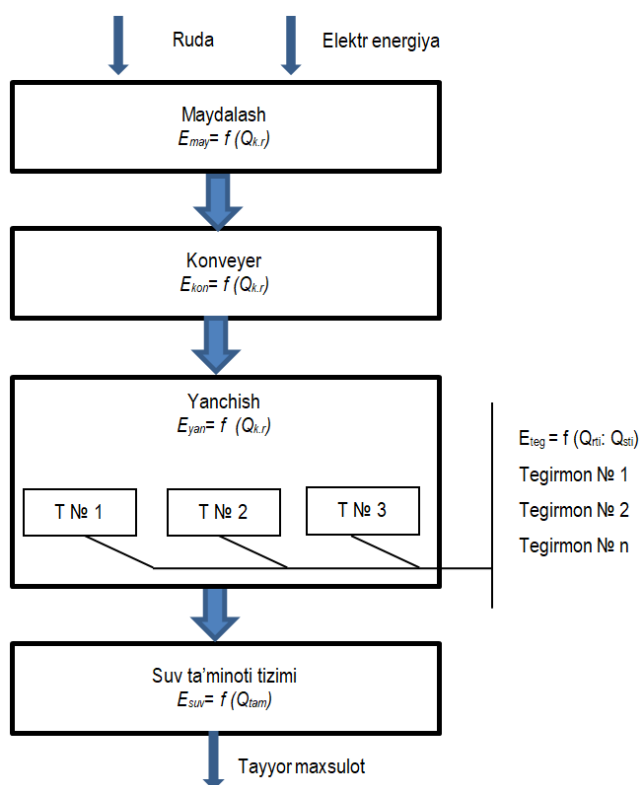 Ruda
Elektr energiya
Maydalash
Emay= f (Qk.r)
Konveyer
Ekon= f (Qk.r)
Yanchish
Eyan= f (Qk.r)
T № 1
T № 2
T № 3
Eteg = f (Qrti: Qsti)
Tegirmon № 1
Tegirmon № 2
Tegirmon № n
Suv ta’minoti tizimi
Esuv= f (Qtam)
Tayyor maxsulot